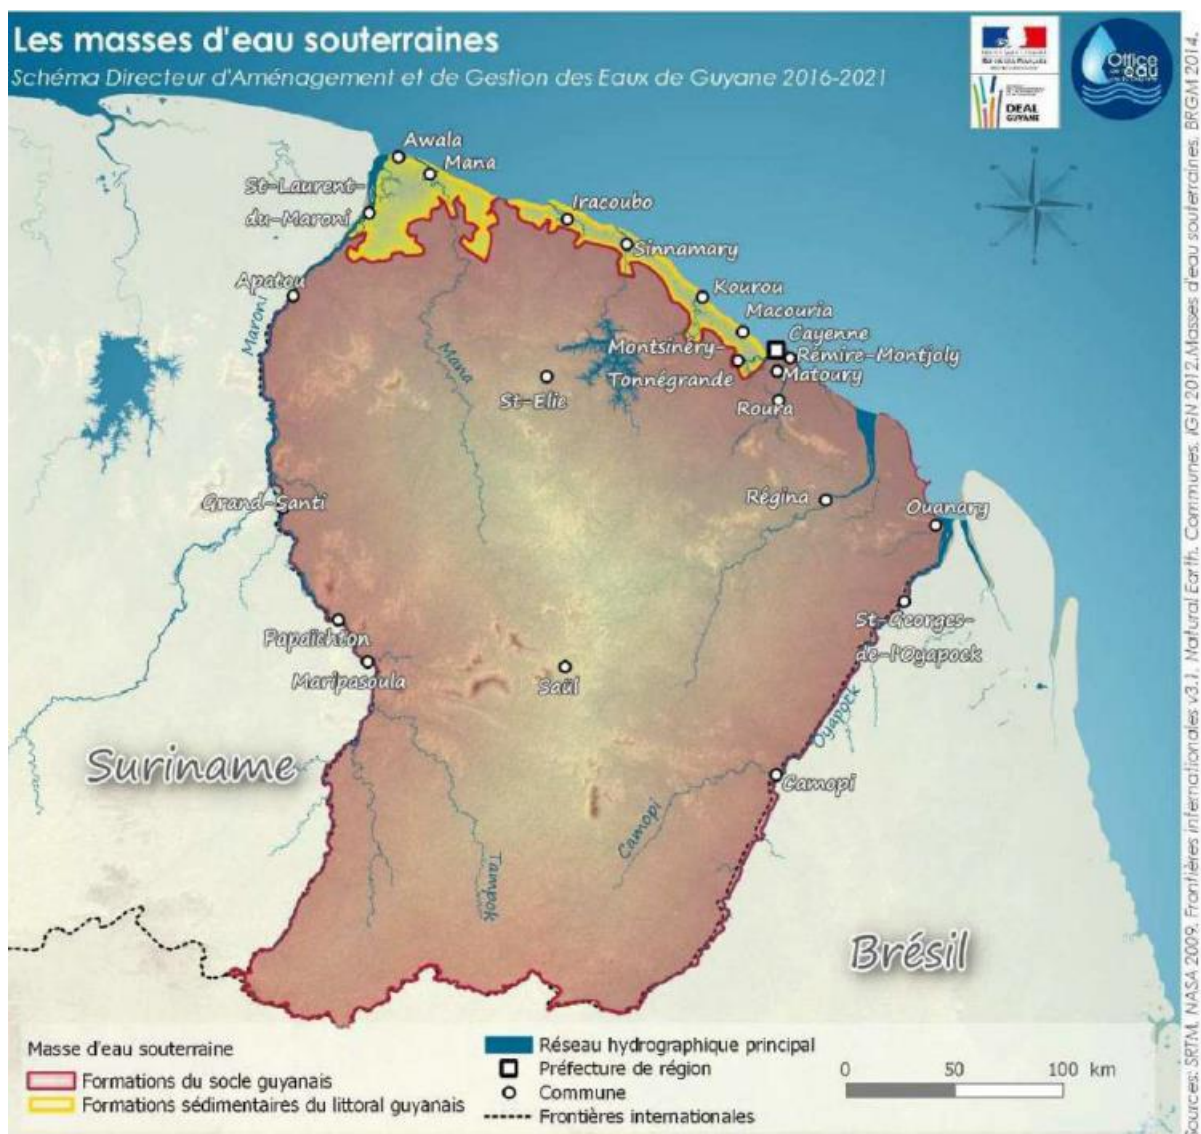 Les masses d'eau souterraines
Schéma Directeur d'Aménagement et de Gestion des Eaux de Guyane 2016-2021
DEAL
GUYANE
Office
eau
Awala
Mana
St-Laurent-
du-Maroni
Iracoubo
Sinnamary
Apatou
Kourou
Macouria
Maroni
Cayenne
Montsinéry-
Rémire-Montjoly
Mana
Tonnégrande
Matoury
St-Elie
Roura
Grand-Santi
Régina
Ouanary
Papaïchton
St-Georges-
de-l'Oyapock
Maripasoula
Saül
Oyapock
Suriname
Camopi
Camopi
Tampok
Brésil
Masse d'eau souterraine
Formations du socle guyanais
Formations sédimentaires du littoral guyanais
Réseau hydrographique principal
Préfecture de région
Commune
Frontières internationales
0 50 100 km
Sources: SRTM, NASA 2009. Frontières internationales v3.1, Natural Earth. Communes, IGN 2012. Masses d'eau souterraines, BRGM 2014.